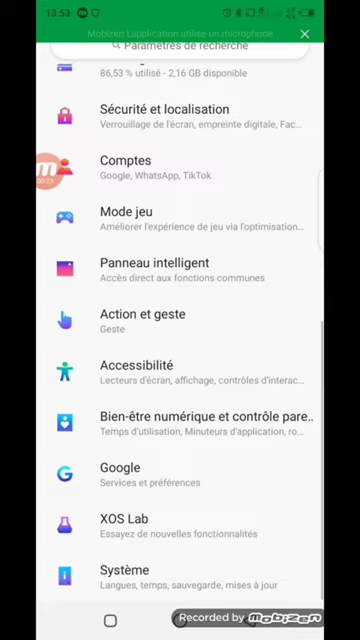 13:53
Mobizen L'application utilise un microphone
Paramètres de recherche
86,53 % utilisé - 2,16 GB disponible
Sécurité et localisation
Verrouillage de l'écran, empreinte digitale, Fac...
Comptes
Google, WhatsApp, TikTok
00:23
Mode jeu
Améliorer l'expérience de jeu via l'optimisation...
Panneau intelligent
Accès direct aux fonctions communes
Action et geste
Geste
Accessibilité
Lecteurs d'écran, affichage, contrôles d'interac...
Bien-être numérique et contrôle pare..
Temps d'utilisation, Minuteurs d'application, ro...
Google
Services et préférences
XOS Lab
Essayez de nouvelles fonctionnalités
Système
Langues, temps, sauvegarde, mises à jour
Recorded by Mobizen